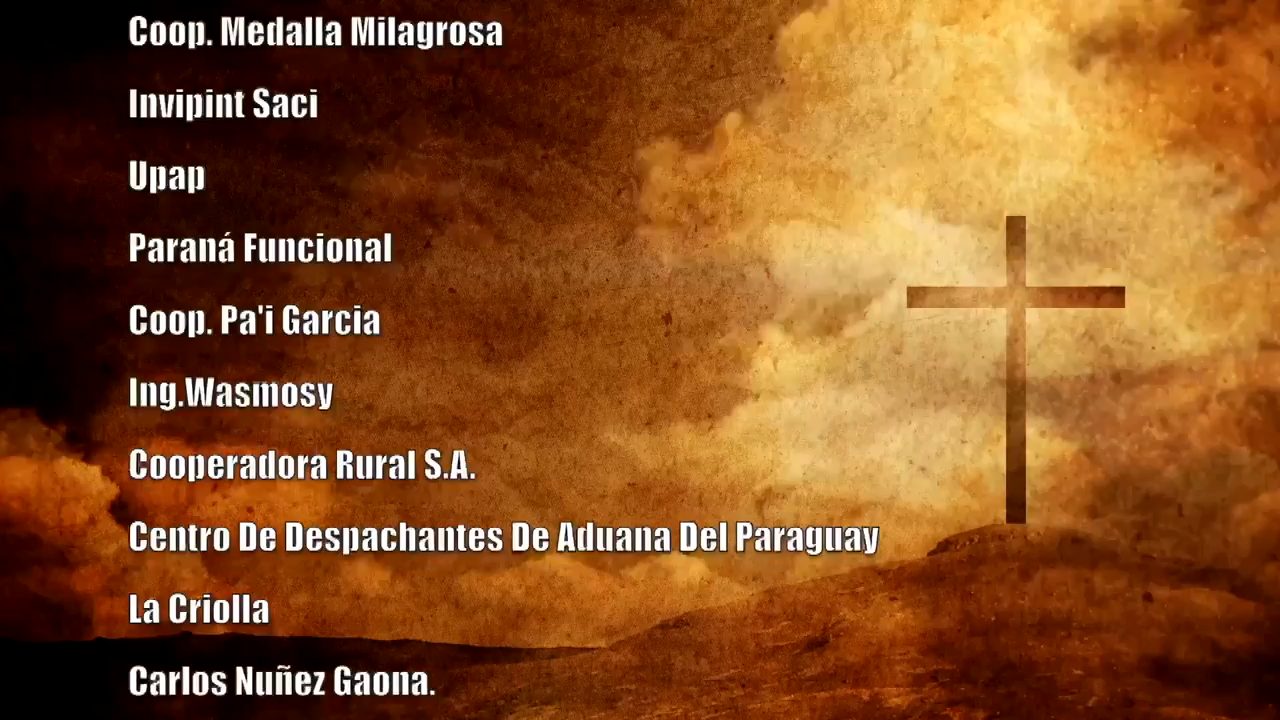 Coop. Medalla Milagrosa
Invipint Saci
Upap
Paraná Funcional
Coop. Pa'i Garcia
Ing.Wasmosy
Cooperadora Rural S.A.
Centro De Despachantes De Aduana Del Paraguay
La Criolla
Carlos Nuñez Gaona.